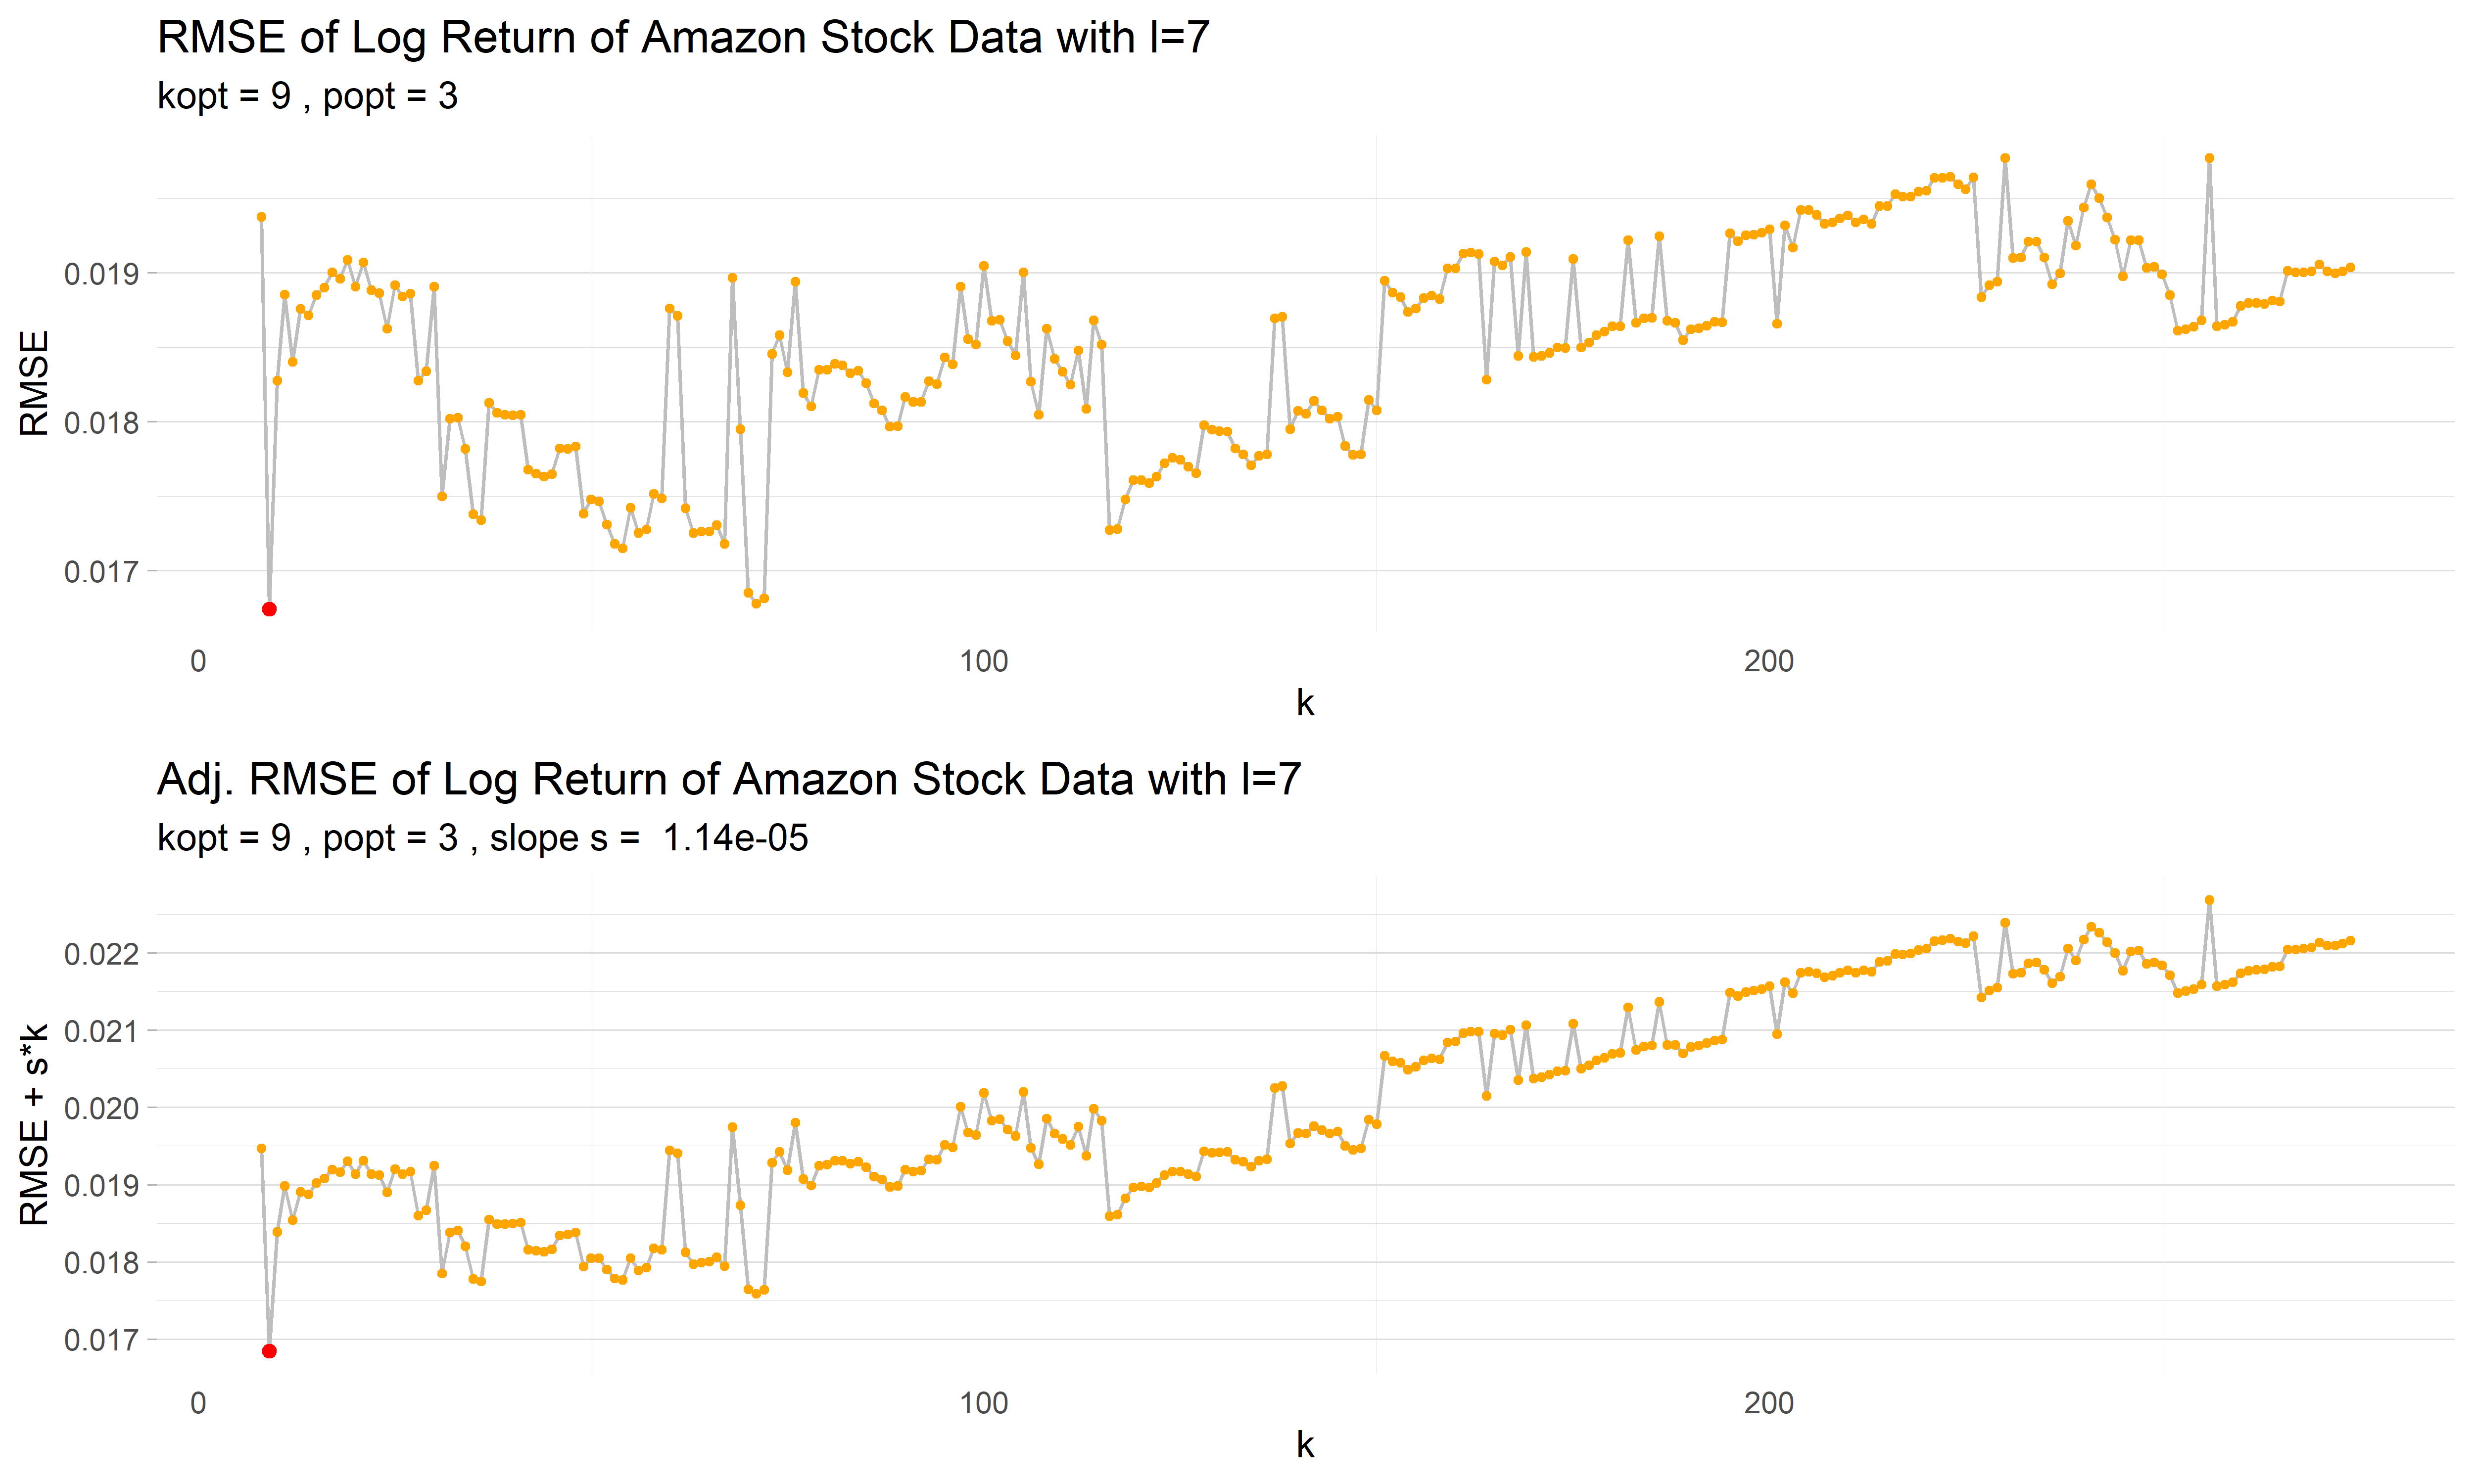 RMSE of Log Return of Amazon Stock Data with l=7
kopt = 9 , popt = 3
0.019
0.018
0.017
RMSE
0
100
200
k
Adj. RMSE of Log Return of Amazon Stock Data with l=7
kopt = 9 , popt = 3 , slope s =  1.14e-05
0.022
0.021
0.020
0.019
0.018
0.017
RMSE + s*k
0
100
200
k